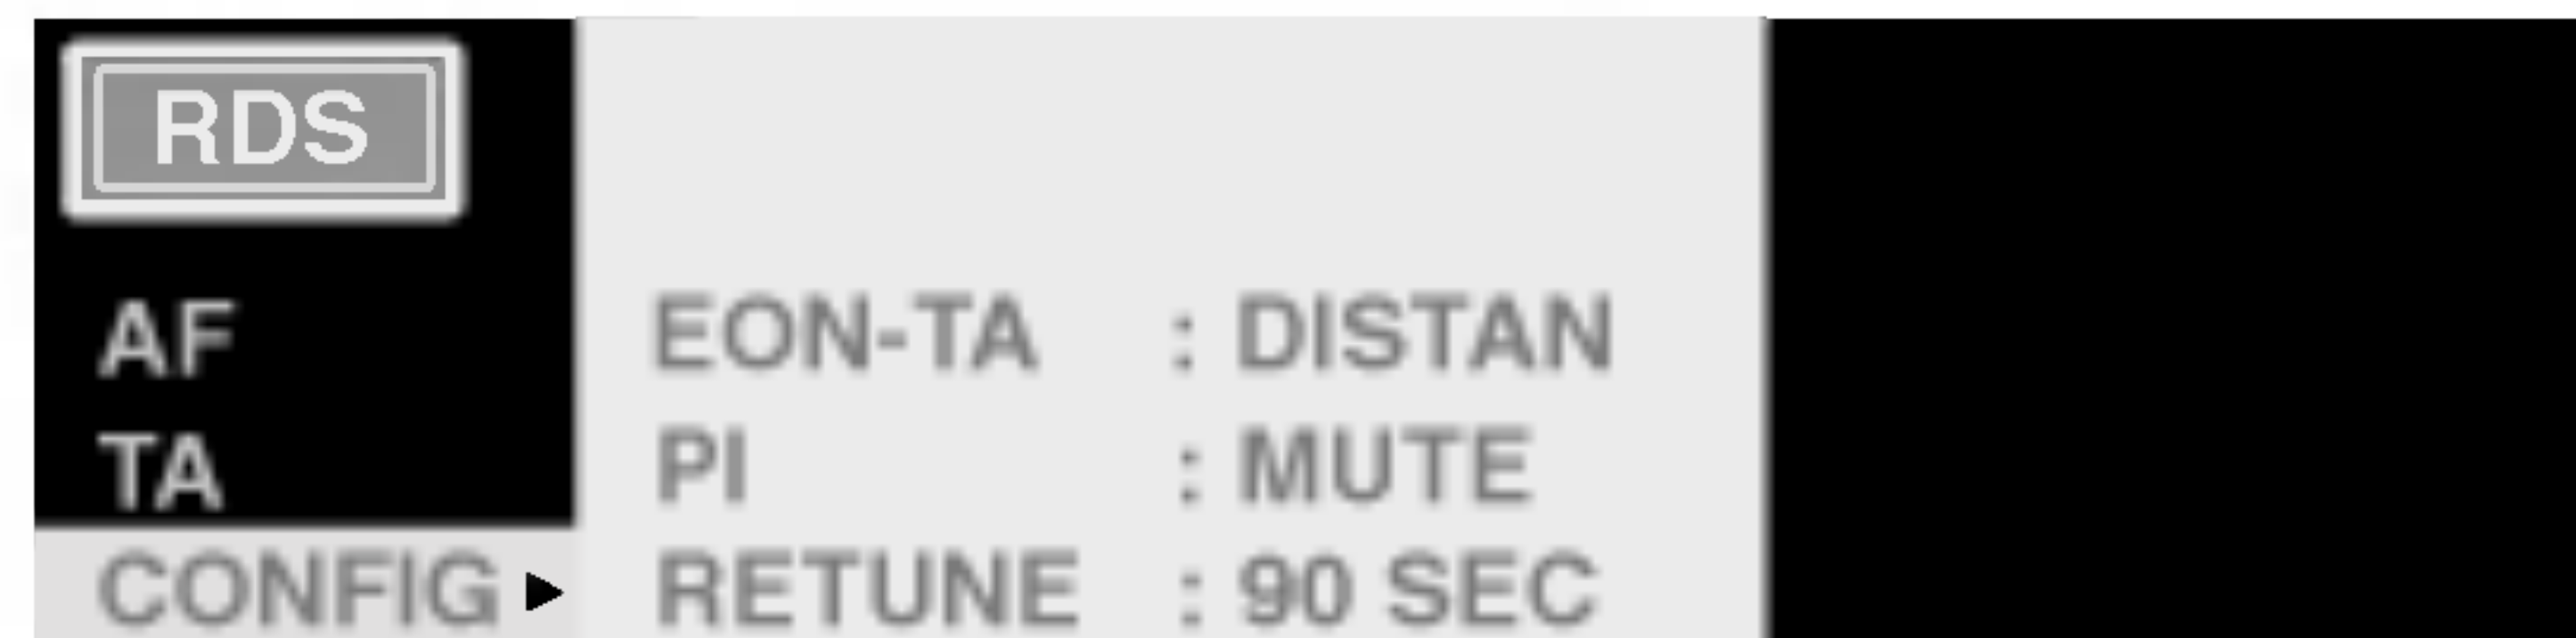 RDS
AF
TA
CONFIG ▶
EON-TA : DISTAN
PI : MUTE
RETUNE : 90 SEC